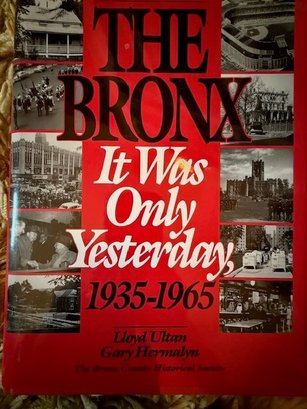 THE
BRONX
It Was
Only
Yesterday,
1935-1965
Lloyd Ultan
Gary Hermalyn
The Bronx County Historical Society